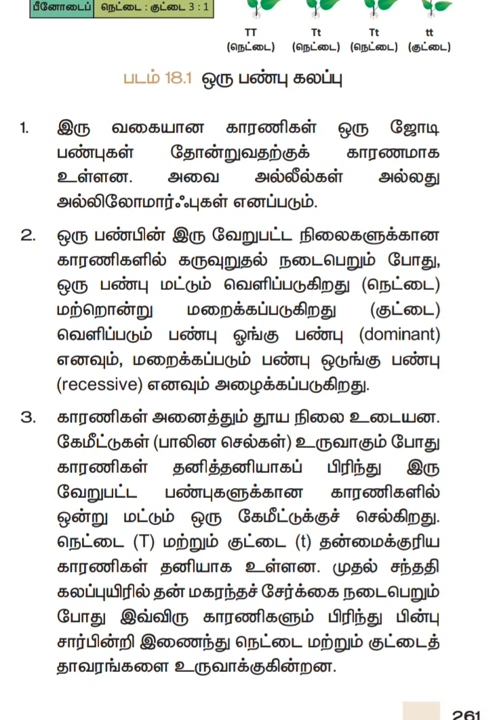 பீனோடைப் நெட்டை : குட்டை 3 : 1
TT Tt Tt tt
(நெட்டை) (நெட்டை) (நெட்டை) (குட்டை)
படம் 18.1 ஒரு பண்பு கலப்பு
1. இரு வகையான காரணிகள் ஒரு ஜோடி
பண்புகள் தோன்றுவதற்குக் காரணமாக
உள்ளன. அவை அல்லீல்கள் அல்லது
அல்லிலோமார்ஃபுகள் எனப்படும்.
2. ஒரு பண்பின் இரு வேறுபட்ட நிலைகளுக்கான
காரணிகளில் கருவுறுதல் நடைபெறும் போது,
ஒரு பண்பு மட்டும் வெளிப்படுகிறது (நெட்டை)
மற்றொன்று மறைக்கப்படுகிறது (குட்டை)
வெளிப்படும் பண்பு ஓங்கு பண்பு (dominant)
எனவும், மறைக்கப்படும் பண்பு ஒடுங்கு பண்பு
(recessive) எனவும் அழைக்கப்படுகிறது.
3. காரணிகள் அனைத்தும் தூய நிலை உடையன.
கேமீட்டுகள் (பாலின செல்கள்) உருவாகும் போது
காரணிகள் தனித்தனியாகப் பிரிந்து இரு
வேறுபட்ட பண்புகளுக்கான காரணிகளில்
ஒன்று மட்டும் ஒரு கேமீட்டுக்குச் செல்கிறது.
நெட்டை (T) மற்றும் குட்டை (t) தன்மைக்குரிய
காரணிகள் தனியாக உள்ளன. முதல் சந்ததி
கலப்புயிரில் தன் மகரந்தச் சேர்க்கை நடைபெறும்
போது இவ்விரு காரணிகளும் பிரிந்து பின்பு
சார்பின்றி இணைந்து நெட்டை மற்றும் குட்டைத்
தாவரங்களை உருவாக்குகின்றன.
261